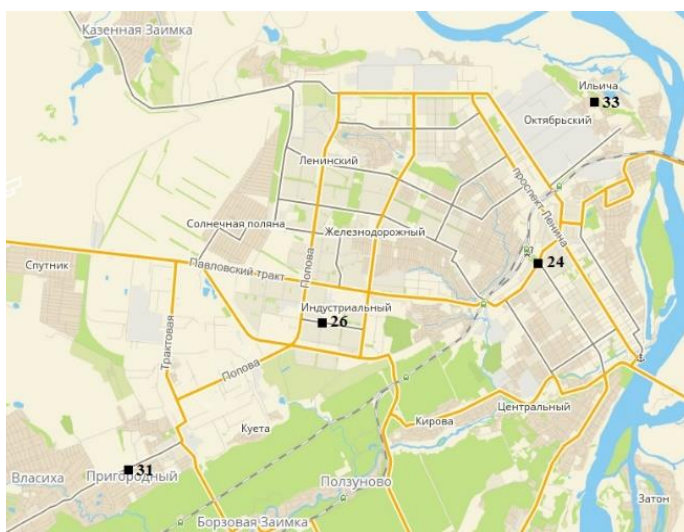 Казенная Заимка
Ильича
33
Октябрьский
Ленинский
проспект-Ленина
Солнечная поляна
Железнодорожный
Попова
Спутник
Павловский тракт
24
Индустриальный
26
Трактовая
Попова
Центральный
Кирова
Куета
31
Власиха
Пригородный
Ползуново
Затон
Борзовая Заимка